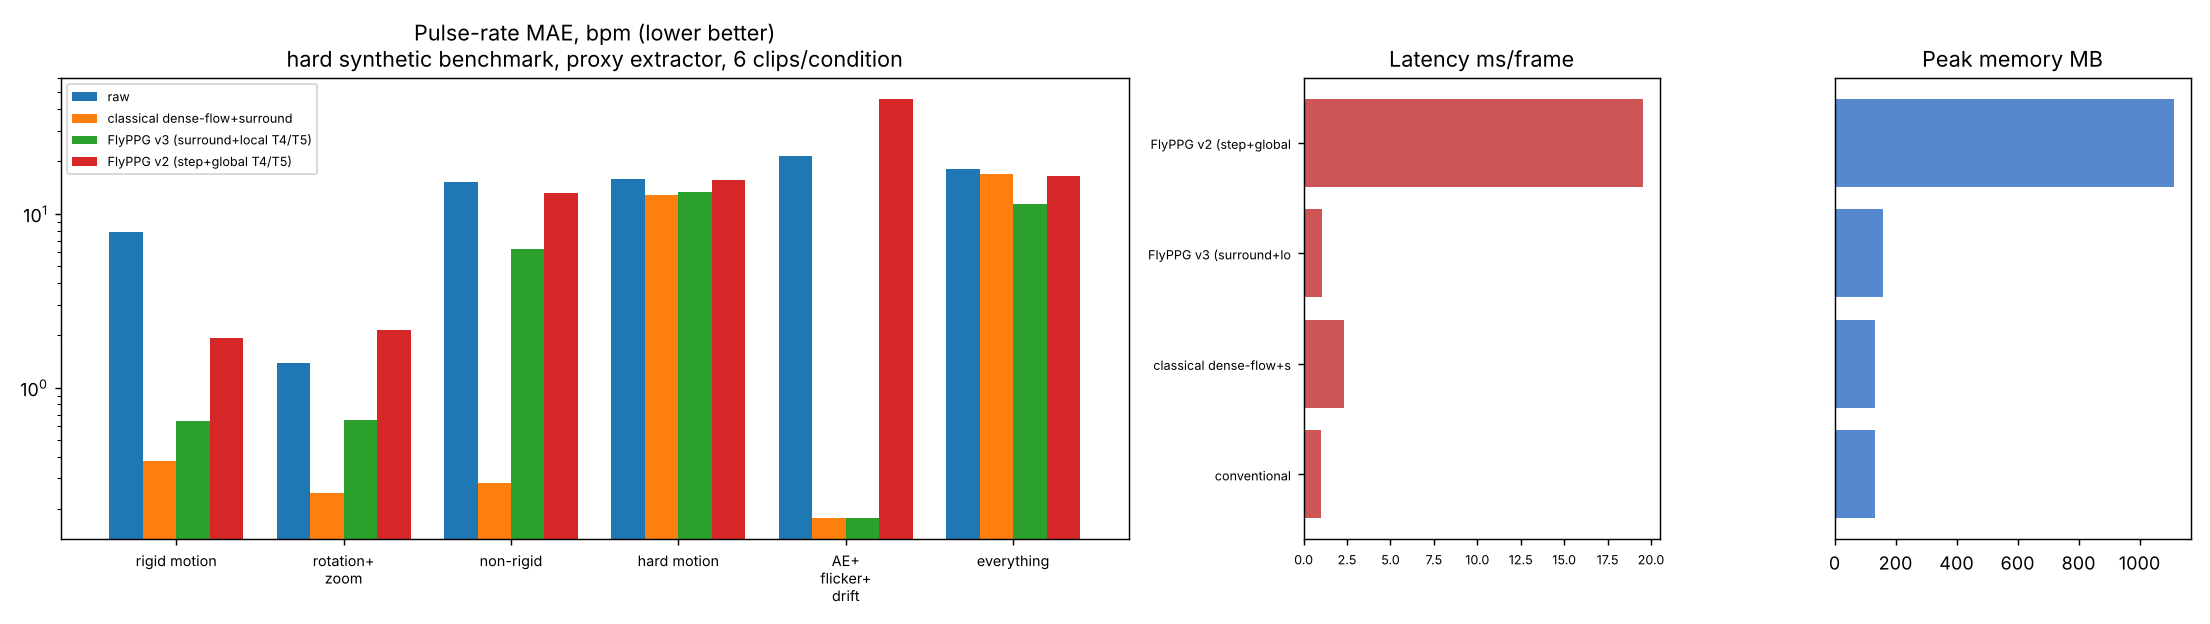 Pulse-rate MAE, bpm (lower better)
hard synthetic benchmark, proxy extractor, 6 clips/condition
raw
classical dense-flow+surround
FlyPPG v3 (surround+local T4/T5)
FlyPPG v2 (step+global T4/T5)
10¹
10⁰
rigid motion
rotation+
zoom
non-rigid
hard motion
AE+
flicker+
drift
everything
Latency ms/frame
FlyPPG v2 (step+global
FlyPPG v3 (surround+lo
classical dense-flow+s
conventional
0.0 2.5 5.0 7.5 10.0 12.5 15.0 17.5 20.0
Peak memory MB
0 200 400 600 800 1000